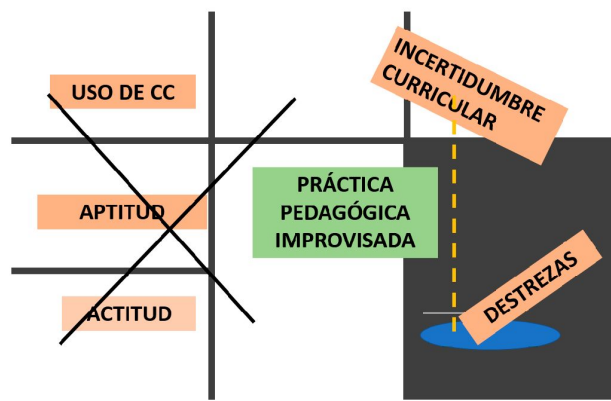 USO DE CC
INCERTIDUMBRE
CURRICULAR
APTITUD
PRÁCTICA
PEDAGÓGICA
IMPROVISADA
DESTREZAS
ACTITUD